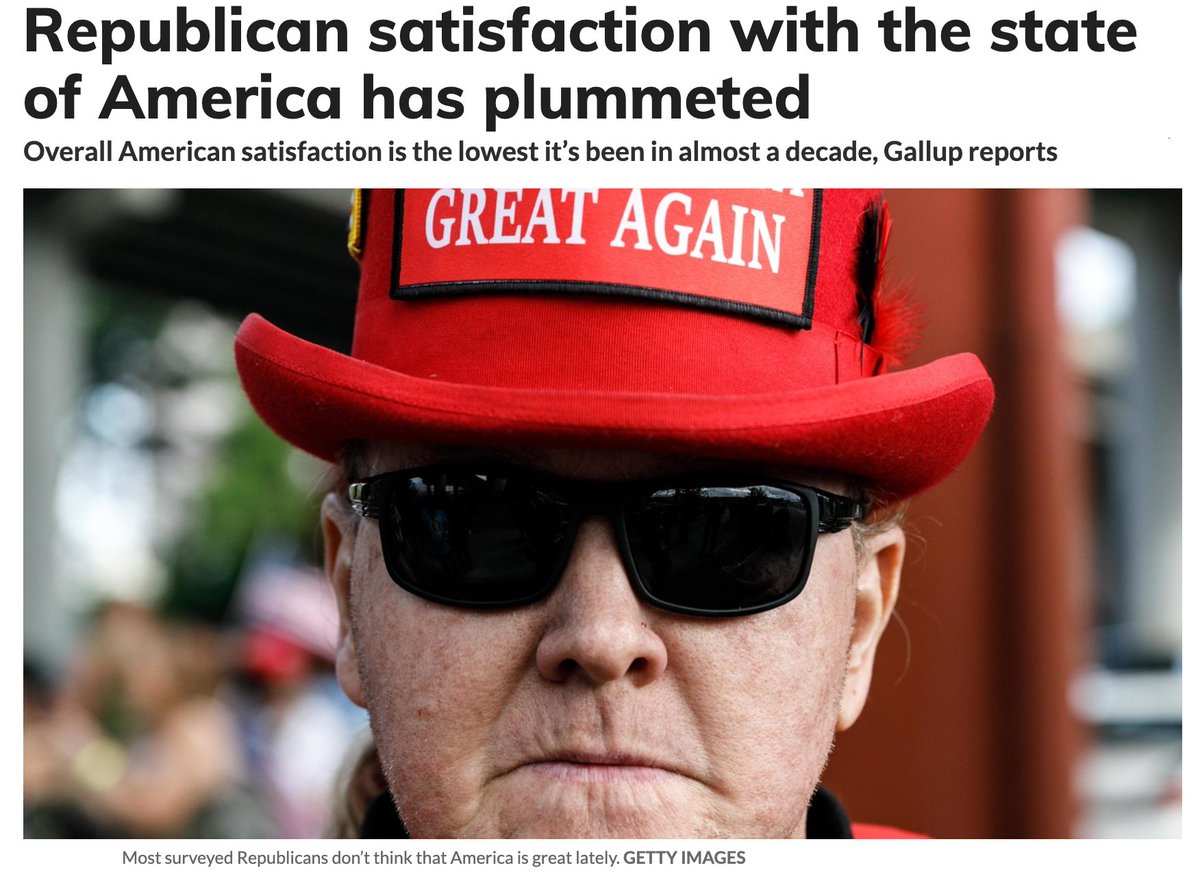 Republican satisfaction with the state
of America has plummeted
Overall American satisfaction is the lowest it's been in almost a decade, Gallup reports
GREAT AGAIN
Most surveyed Republicans don't think that America is great lately. GETTY IMAGES